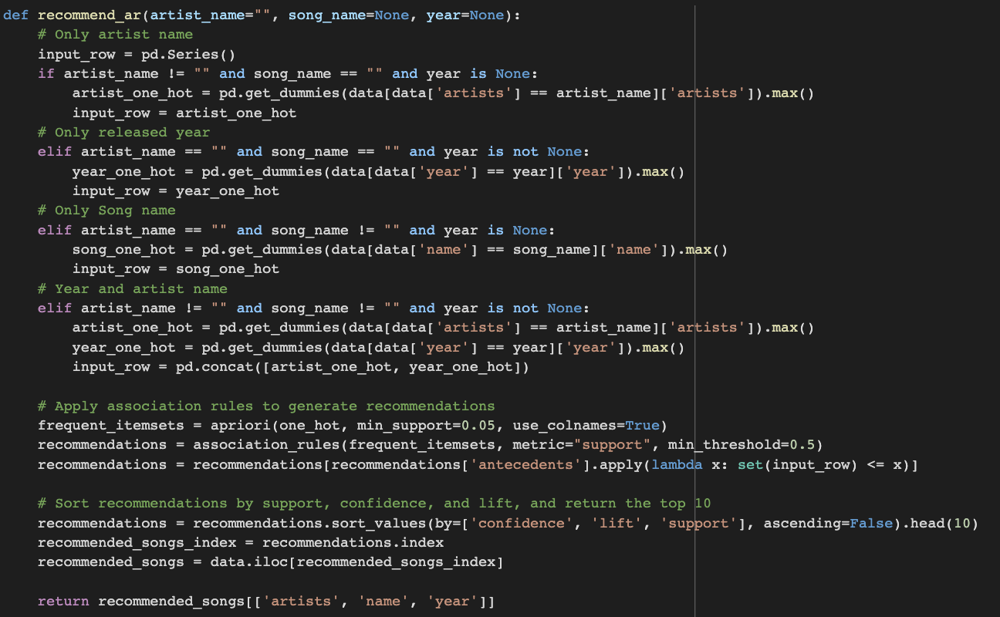 def recommend_ar(artist_name="", song_name=None, year=None):
    # Only artist name
    input_row = pd.Series()
    if artist_name != "" and song_name == "" and year is None:
        artist_one_hot = pd.get_dummies(data[data['artists'] == artist_name]['artists']).max()
        input_row = artist_one_hot
    # Only released year
    elif artist_name == "" and song_name == "" and year is not None:
        year_one_hot = pd.get_dummies(data[data['year'] == year]['year']).max()
        input_row = year_one_hot
    # Only Song name
    elif artist_name == "" and song_name != "" and year is None:
        song_one_hot = pd.get_dummies(data[data['name'] == song_name]['name']).max()
        input_row = song_one_hot
    # Year and artist name
    elif artist_name != "" and song_name != "" and year is not None:
        artist_one_hot = pd.get_dummies(data[data['artists'] == artist_name]['artists']).max()
        year_one_hot = pd.get_dummies(data[data['year'] == year]['year']).max()
        input_row = pd.concat([artist_one_hot, year_one_hot])

    # Apply association rules to generate recommendations
    frequent_itemsets = apriori(one_hot, min_support=0.05, use_colnames=True)
    recommendations = association_rules(frequent_itemsets, metric="support", min_threshold=0.5)
    recommendations = recommendations[recommendations['antecedents'].apply(lambda x: set(input_row) <= x)]

    # Sort recommendations by support, confidence, and lift, and return the top 10
    recommendations = recommendations.sort_values(by=['confidence', 'lift', 'support'], ascending=False).head(10)
    recommended_songs_index = recommendations.index
    recommended_songs = data.iloc[recommended_songs_index]

    return recommended_songs[['artists', 'name', 'year']]